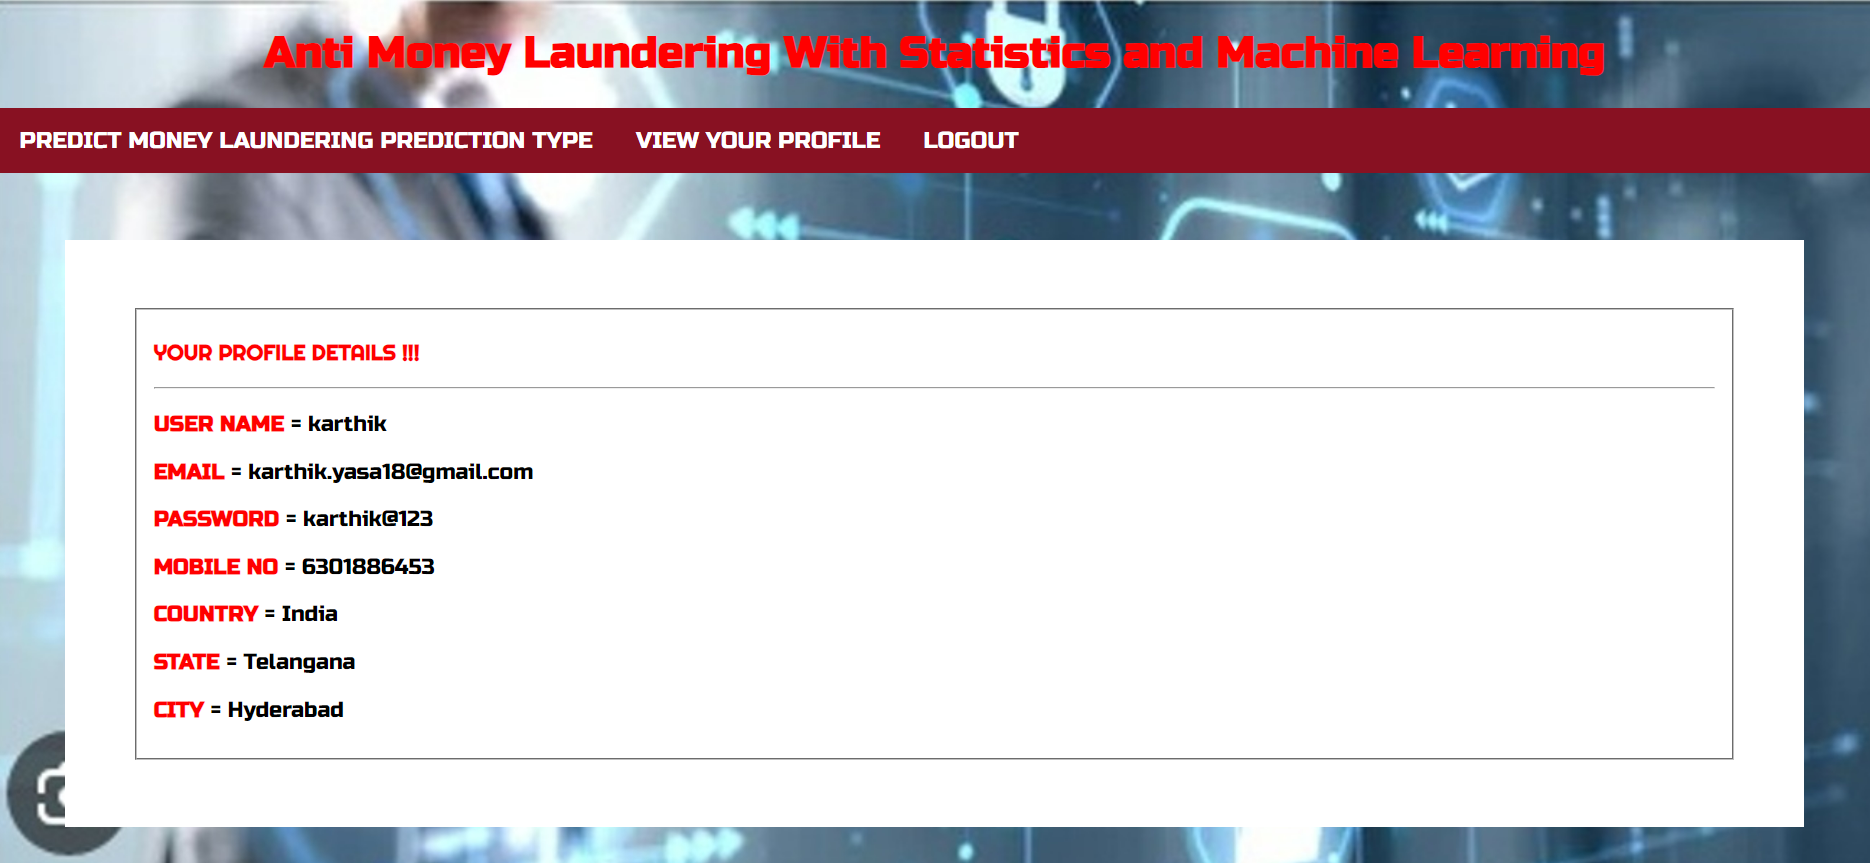 Anti Money Laundering With Statistics and Machine Learning
PREDICT MONEY LAUNDERING PREDICTION TYPE VIEW YOUR PROFILE LOGOUT
YOUR PROFILE DETAILS !!!
USER NAME = karthik
EMAIL = karthik.yasa18@gmail.com
PASSWORD = karthik@123
MOBILE NO = 6301886453
COUNTRY = India
STATE = Telangana
CITY = Hyderabad